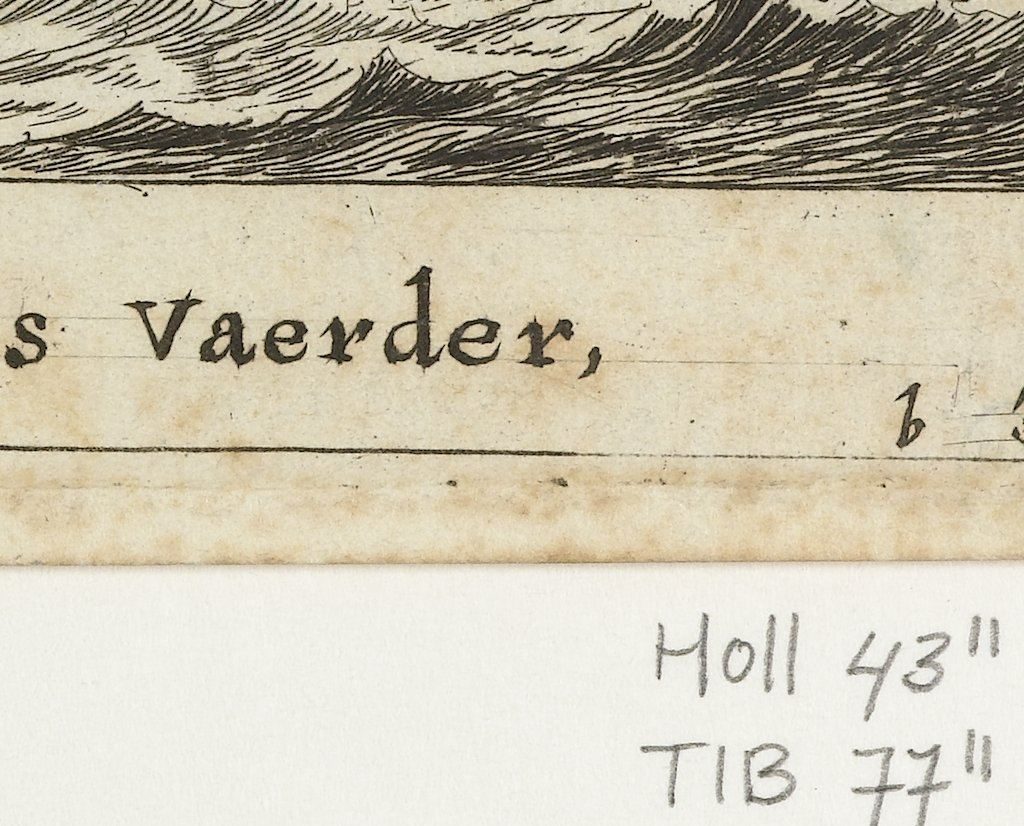 s Vaerder,
b
Holl 43"
TIB 77"